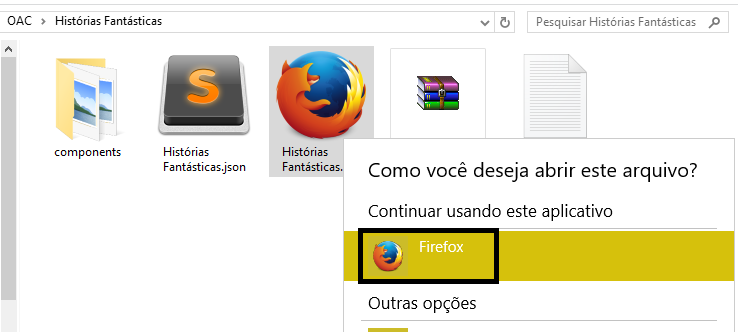 OAC > Histórias Fantásticas
Pesquisar Histórias Fantásticas
components
Histórias
Fantásticas.json
Histórias
Fantásticas.
Como você deseja abrir este arquivo?
Continuar usando este aplicativo
Firefox
Outras opções